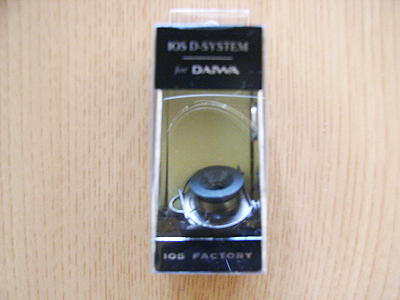 IOS D-SYSTEM
for DAIWA
IOS FACTORY